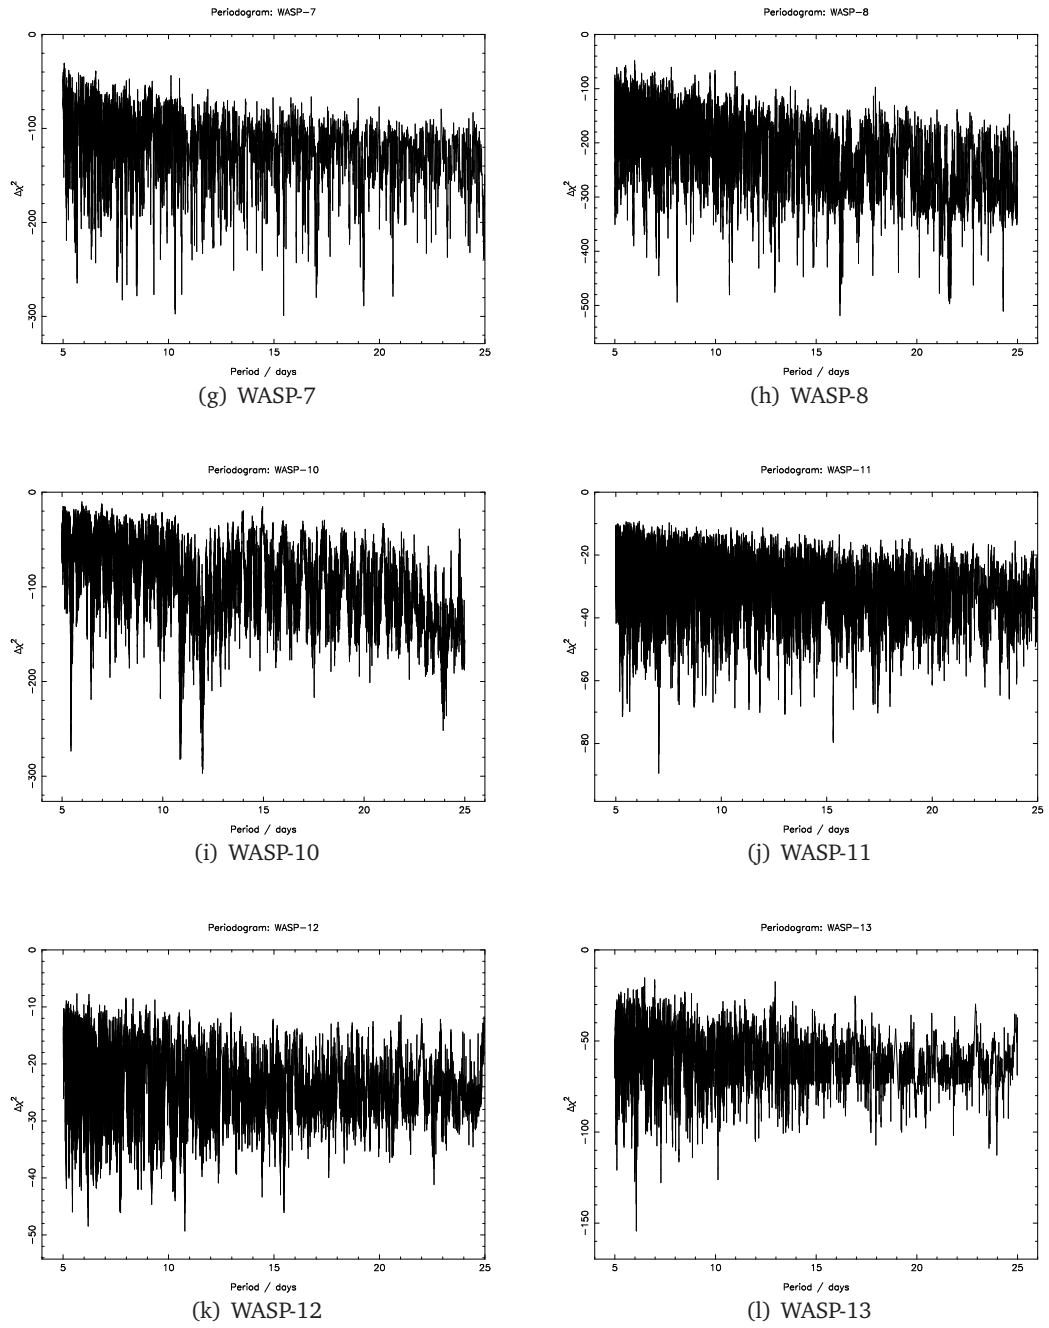 Periodogram: WASP-7
0
-100
-200
-300
Δχ²
5 10 15 20 25
Period / days
(g) WASP-7
Periodogram: WASP-8
0
-100
-200
-300
-400
-500
Δχ²
5 10 15 20 25
Period / days
(h) WASP-8
Periodogram: WASP-10
0
-100
-200
-300
Δχ²
5 10 15 20 25
Period / days
(i) WASP-10
Periodogram: WASP-11
0
-20
-40
-60
-80
Δχ²
5 10 15 20 25
Period / days
(j) WASP-11
Periodogram: WASP-12
0
-10
-20
-30
-40
-50
Δχ²
5 10 15 20 25
Period / days
(k) WASP-12
Periodogram: WASP-13
0
-50
-100
-150
Δχ²
5 10 15 20 25
Period / days
(l) WASP-13